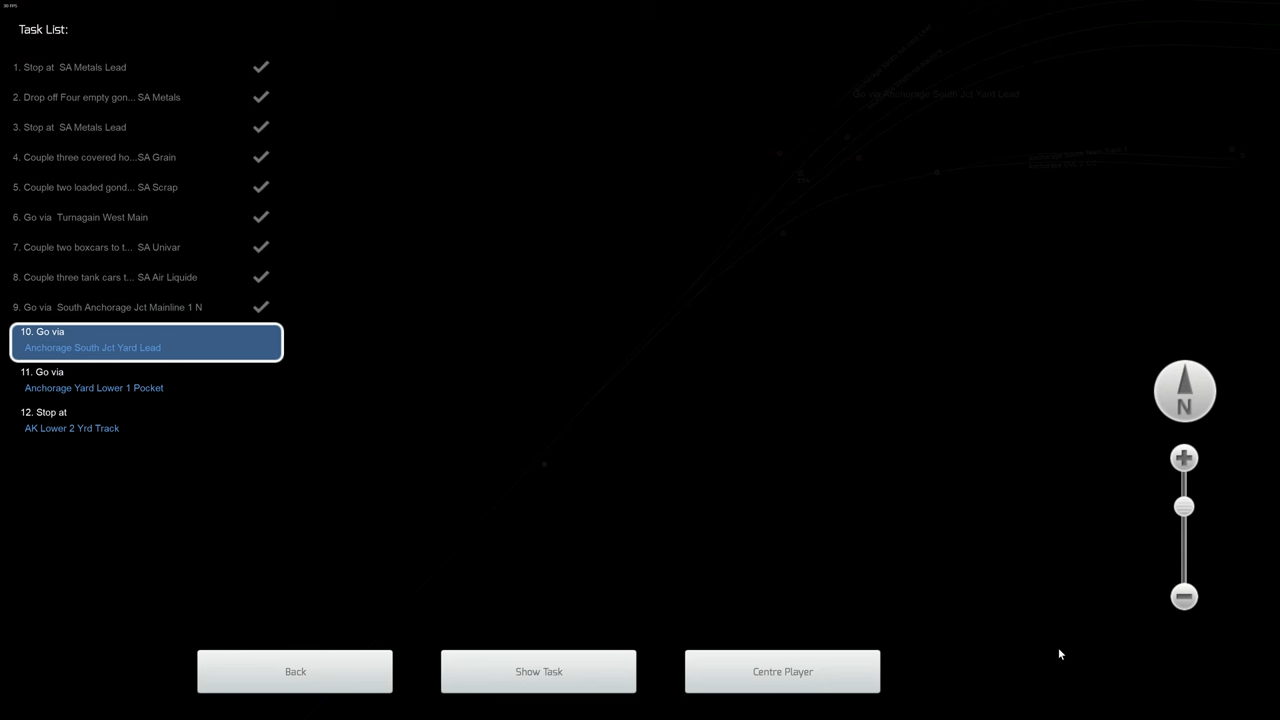 30 FPS
Task List:
1. Stop at  SA Metals Lead
2. Drop off Four empty gon... SA Metals
3. Stop at  SA Metals Lead
4. Couple three covered ho...SA Grain
5. Couple two loaded gond... SA Scrap
6. Go via  Turnagain West Main
7. Couple two boxcars to t...  SA Univar
8. Couple three tank cars t... SA Air Liquide
9. Go via  South Anchorage Jct Mainline 1 N
10. Go via
Anchorage South Jct Yard Lead
11. Go via
Anchorage Yard Lower 1 Pocket
12. Stop at
AK Lower 2 Yrd Track
Go via Anchorage South Jct Yard Lead
N
Back
Show Task
Centre Player